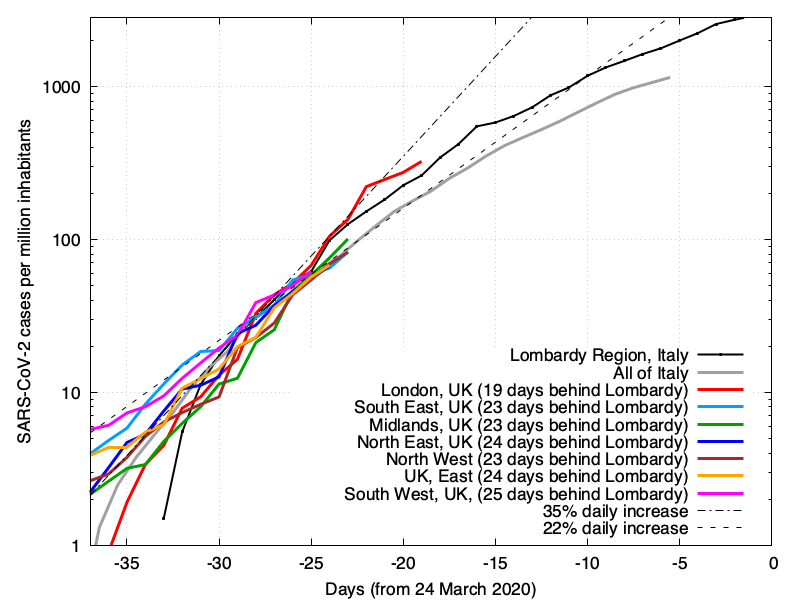 1000
100
10
1
SARS-CoV-2 cases per million inhabitants
Lombardy Region, Italy
All of Italy
London, UK (19 days behind Lombardy)
South East, UK (23 days behind Lombardy)
Midlands, UK (23 days behind Lombardy)
North East, UK (24 days behind Lombardy)
North West (23 days behind Lombardy)
UK, East (24 days behind Lombardy)
South West, UK, (25 days behind Lombardy)
35% daily increase
22% daily increase
-35 -30 -25 -20 -15 -10 -5 0
Days (from 24 March 2020)